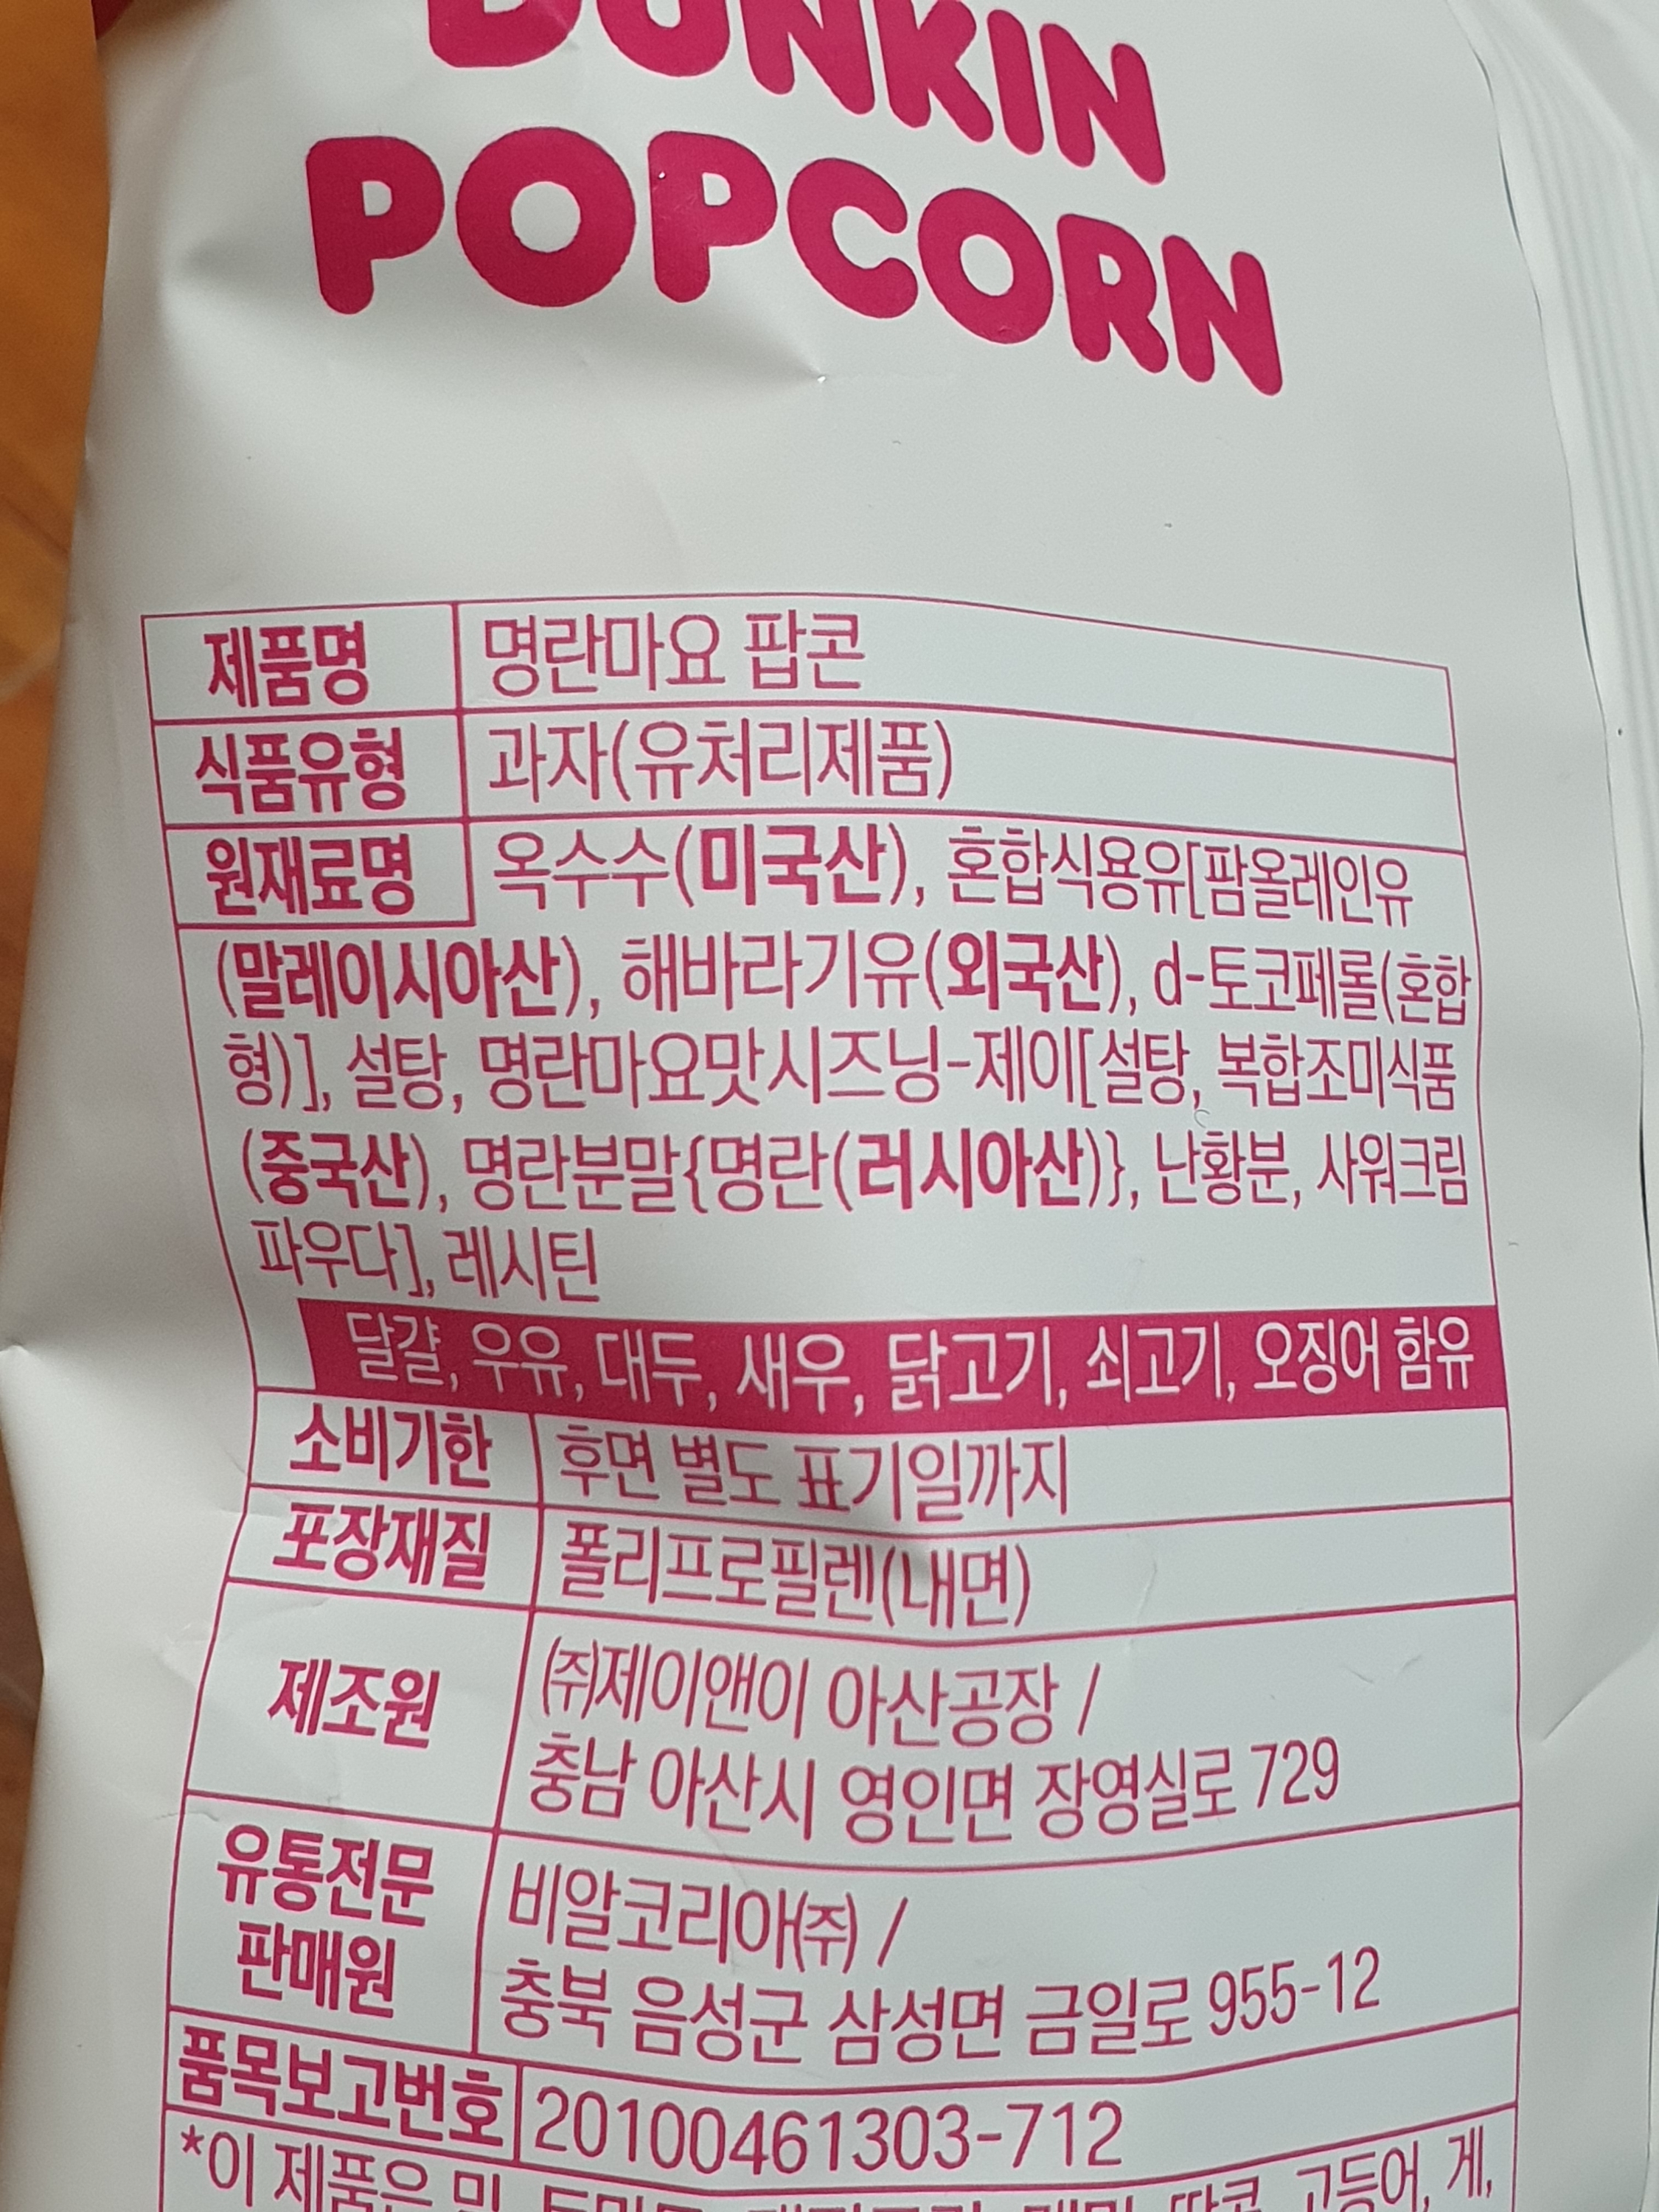 DUNKIN
POPCORN
제품명 명란마요 팝콘
식품유형 과자(유처리제품)
원재료명 옥수수(미국산), 혼합식용유[팜올레인유
(말레이시아산), 해바라기유(외국산), d-토코페롤(혼합
형)], 설탕, 명란마요맛시즈닝-제이[설탕, 복합조미식품
(중국산), 명란분말{명란(러시아산)}, 난황분, 사워크림
파우다], 레시틴
달걀, 우유, 대두, 새우, 닭고기, 쇠고기, 오징어 함유
소비기한 후면 별도 표기일까지
포장재질 폴리프로필렌(내면)
제조원 ㈜제이앤이 아산공장 /
충남 아산시 영인면 장영실로 729
유통전문
판매원
비알코리아㈜ /
충북 음성군 삼성면 금일로 955-12
품목보고번호 20100461303-712
*이 제품은 밀, 고등어, 게,